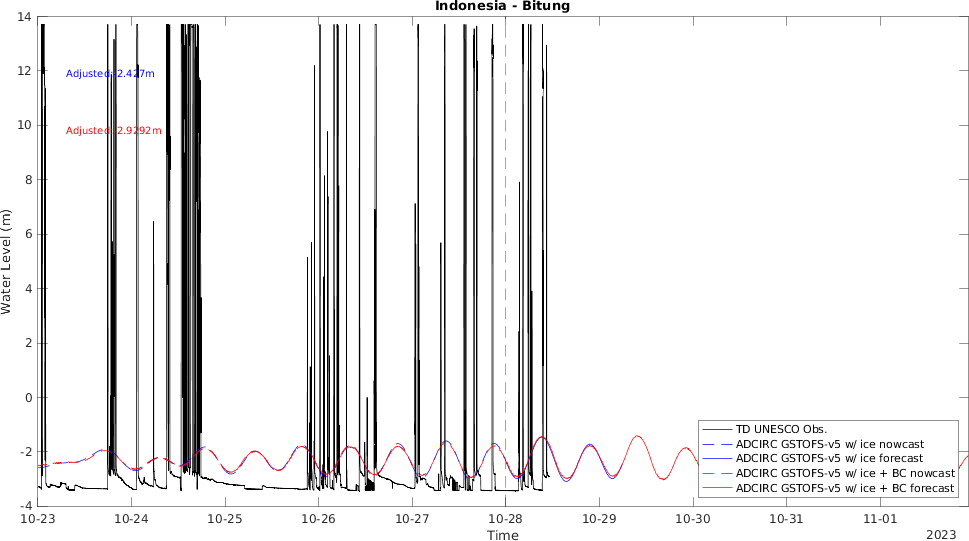 Indonesia - Bitung
Water Level (m)
14
12
10
8
6
4
2
0
-2
-4
Adjusted: 2.427m
Adjusted: 2.9292m
TD UNESCO Obs.
ADCIRC GSTOFS-v5 w/ ice nowcast
ADCIRC GSTOFS-v5 w/ ice forecast
ADCIRC GSTOFS-v5 w/ ice + BC nowcast
ADCIRC GSTOFS-v5 w/ ice + BC forecast
10-23 10-24 10-25 10-26 10-27 10-28 10-29 10-30 10-31 11-01
Time
2023